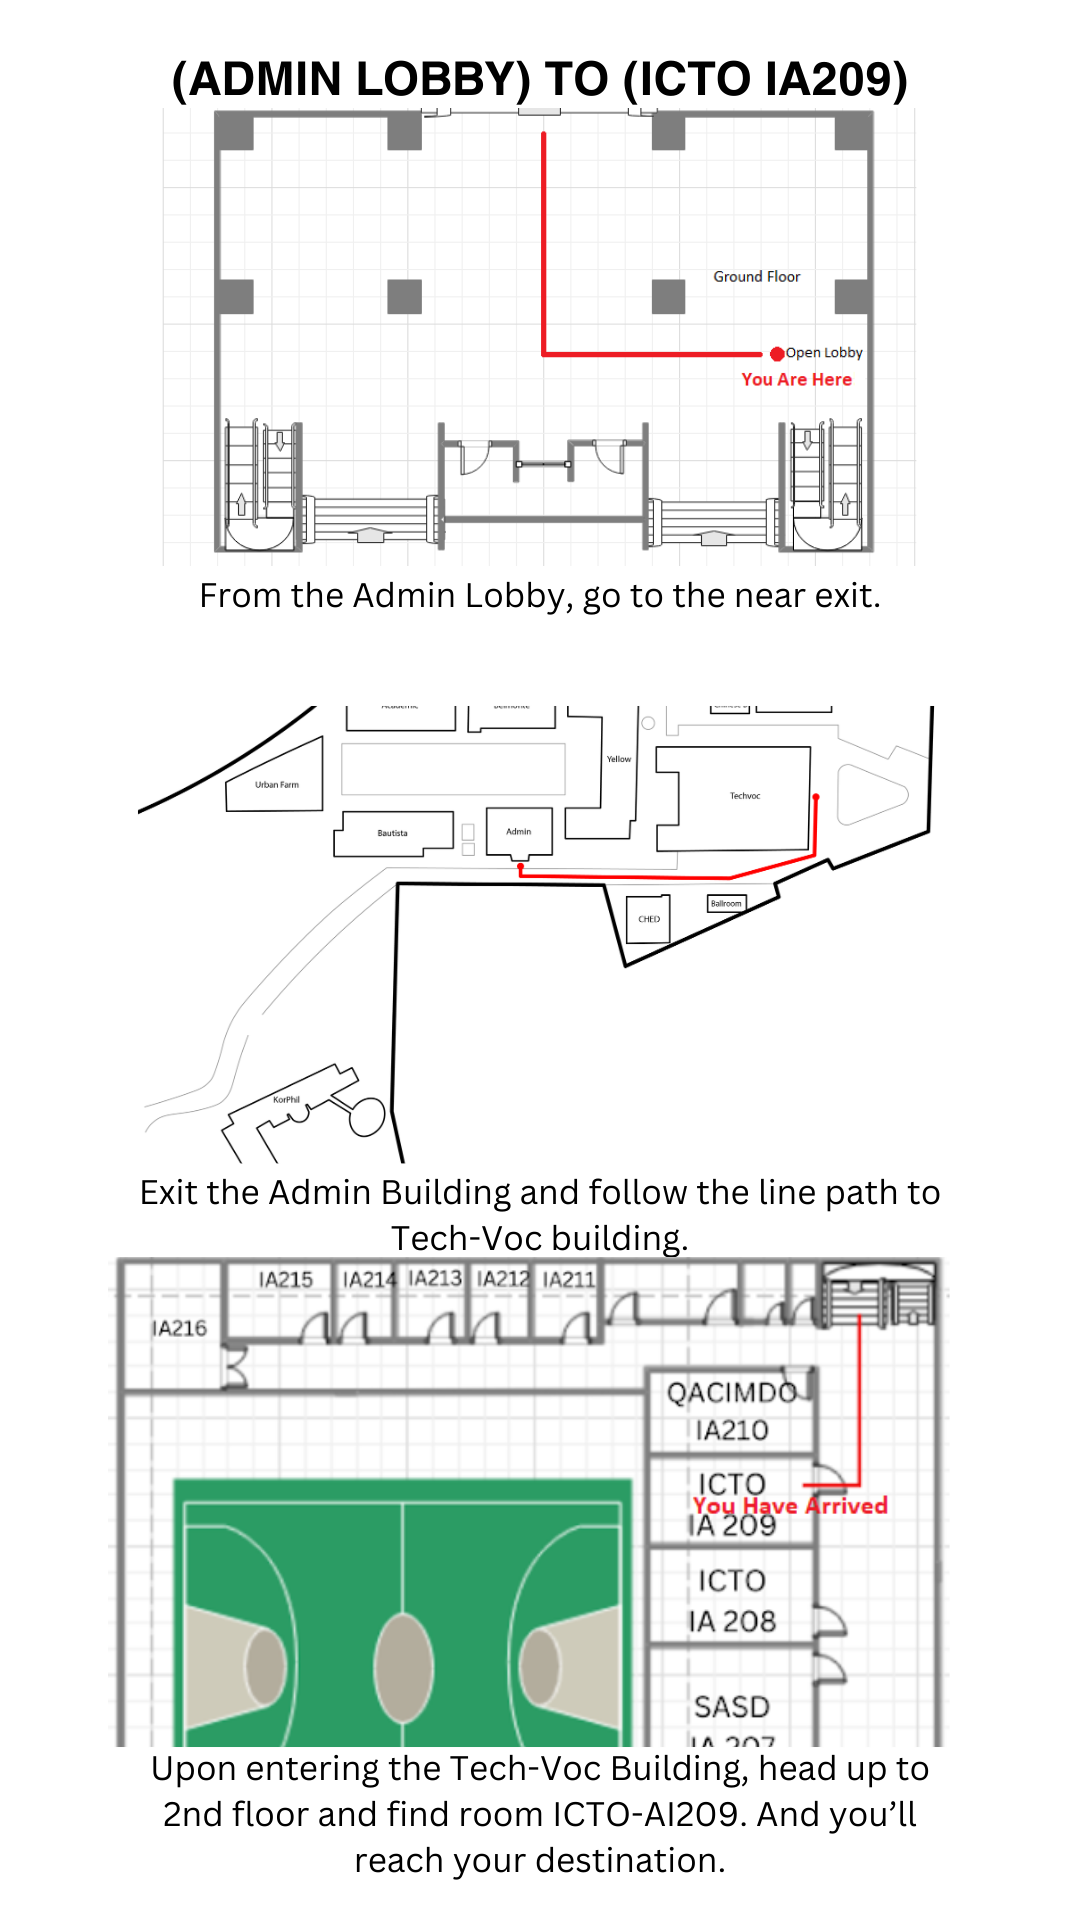 (ADMIN LOBBY) TO (ICTO IA209)
Ground Floor
Open Lobby
You Are Here
From the Admin Lobby, go to the near exit.
Academic
Belmonte
Urban Farm
Yellow
Techvoc
Bautista
Admin
CHED
Ballroom
KorPhil
Exit the Admin Building and follow the line path to
Tech-Voc building.
IA215
IA214
IA213
IA212
IA211
IA216
QACIMDO
IA210
ICTO
You Have Arrived
IA 209
ICTO
IA 208
SASD
IA 207
Upon entering the Tech-Voc Building, head up to
2nd floor and find room ICTO-AI209. And you’ll
reach your destination.